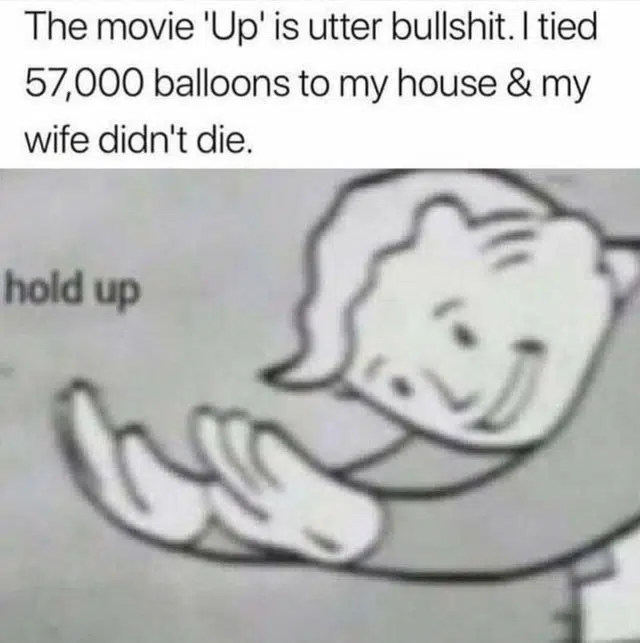 The movie 'Up' is utter bullshit. I tied
57,000 balloons to my house & my
wife didn't die.
hold up